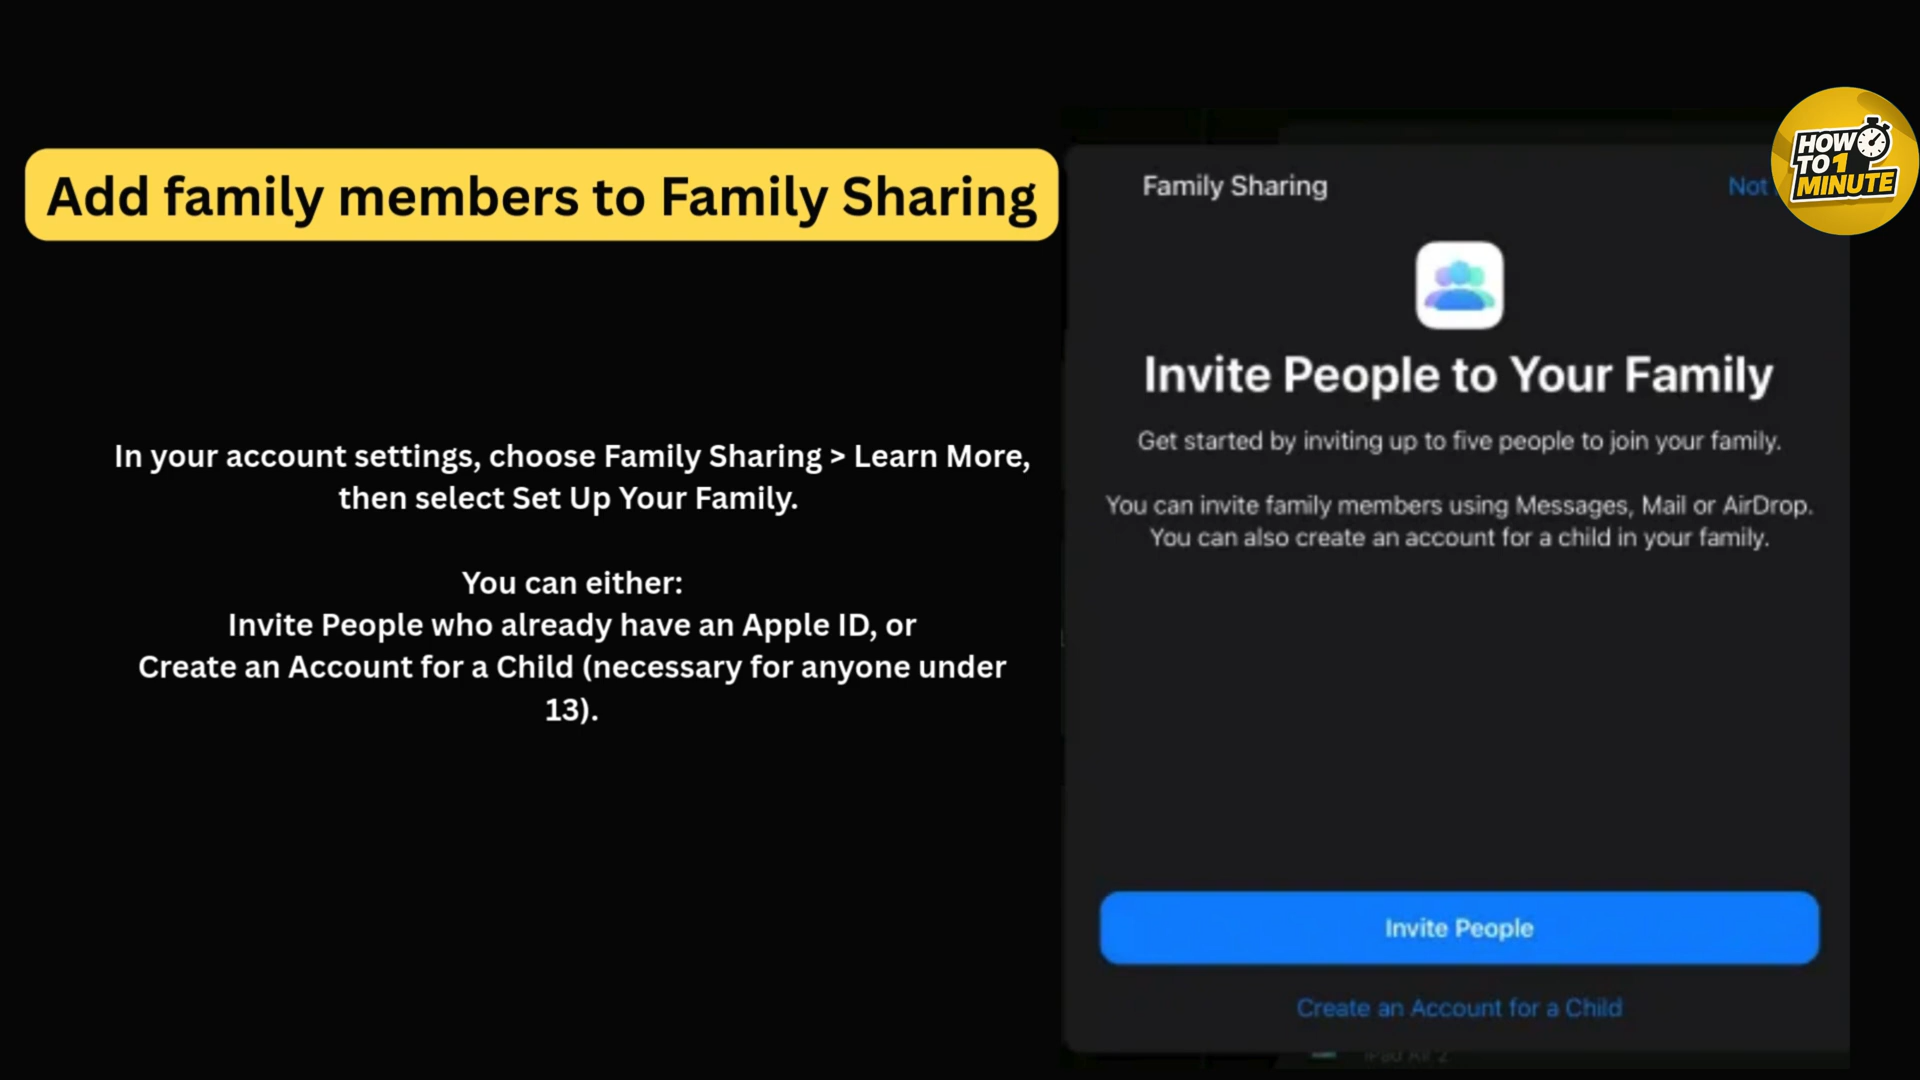 Add family members to Family Sharing
In your account settings, choose Family Sharing > Learn More,
then select Set Up Your Family.
You can either:
Invite People who already have an Apple ID, or
Create an Account for a Child (necessary for anyone under
13).
HOW
TO 1
MINUTE
Family Sharing
Not
Invite People to Your Family
Get started by inviting up to five people to join your family.
You can invite family members using Messages, Mail or AirDrop.
You can also create an account for a child in your family.
Invite People
Create an Account for a Child
iPad Air 2